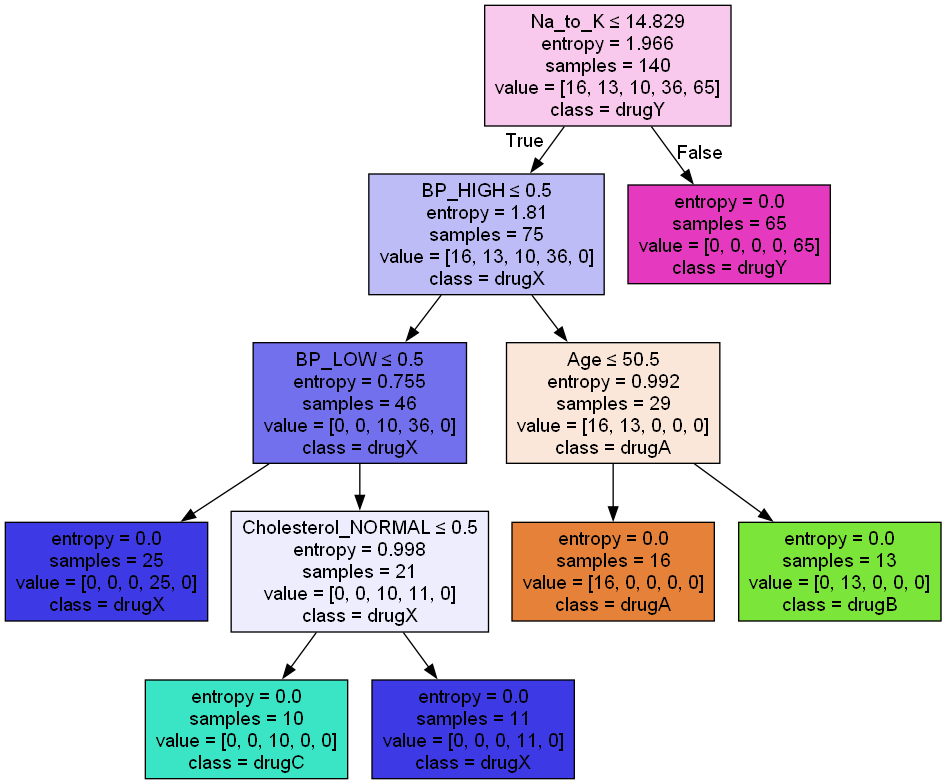 Na_to_K ≤ 14.829
entropy = 1.966
samples = 140
value = [16, 13, 10, 36, 65]
class = drugY
True
False
BP_HIGH ≤ 0.5
entropy = 1.81
samples = 75
value = [16, 13, 10, 36, 0]
class = drugX
entropy = 0.0
samples = 65
value = [0, 0, 0, 0, 65]
class = drugY
BP_LOW ≤ 0.5
entropy = 0.755
samples = 46
value = [0, 0, 10, 36, 0]
class = drugX
Age ≤ 50.5
entropy = 0.992
samples = 29
value = [16, 13, 0, 0, 0]
class = drugA
entropy = 0.0
samples = 25
value = [0, 0, 0, 25, 0]
class = drugX
Cholesterol_NORMAL ≤ 0.5
entropy = 0.998
samples = 21
value = [0, 0, 10, 11, 0]
class = drugX
entropy = 0.0
samples = 16
value = [16, 0, 0, 0, 0]
class = drugA
entropy = 0.0
samples = 13
value = [0, 13, 0, 0, 0]
class = drugB
entropy = 0.0
samples = 10
value = [0, 0, 10, 0, 0]
class = drugC
entropy = 0.0
samples = 11
value = [0, 0, 0, 11, 0]
class = drugX